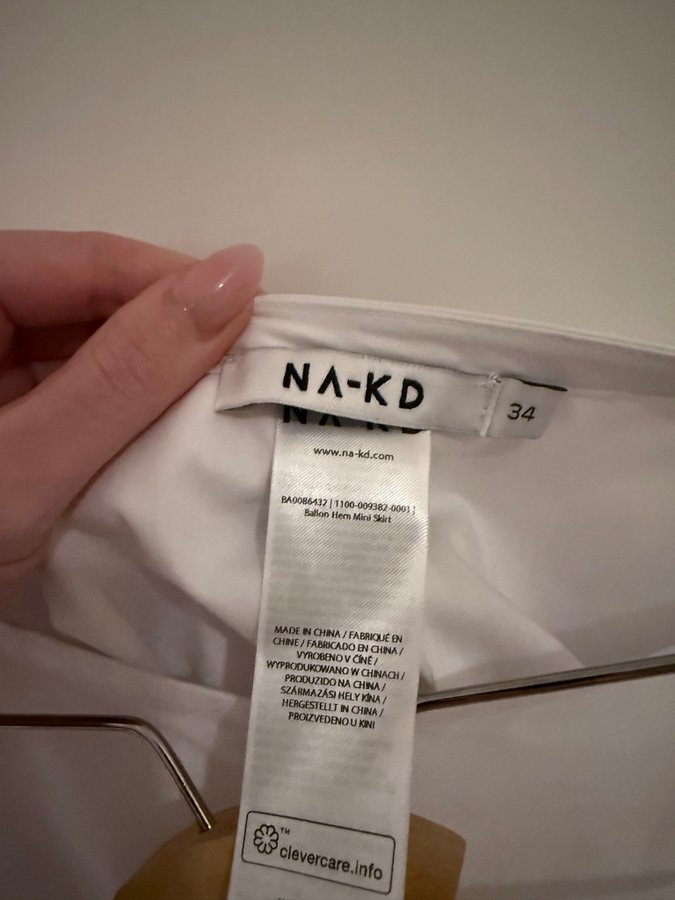 NA-KD
34
NA-KD
www.na-kd.com
BA0086432 | 1100-009382-0001 |
Ballon Hem Mini Skirt
MADE IN CHINA / FABRIQUÉ EN
CHINE / FABRICADO EN CHINA /
VYROBENO V ČÍNĚ /
WYPRODUKOWANO W CHINACH /
PRODUZIDO NA CHINA /
SZÁRMAZÁSI HELY KÍNA /
HERGESTELLT IN CHINA /
PROIZVEDENO U KINI
™
clevercare.info